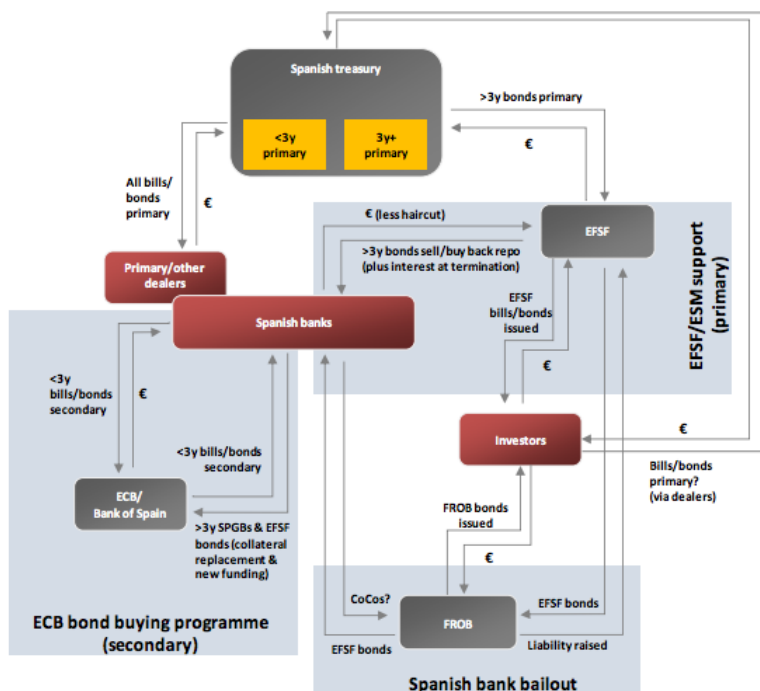 Spanish treasury
<3y
primary
3y+
primary
>3y bonds primary
€
All bills/
bonds
primary
€
€ (less haircut)
EFSF
>3y bonds sell/buy back repo
(plus interest at termination)
Primary/other
dealers
EFSF/ESM support
(primary)
EFSF
bills/bonds
issued
Spanish banks
€
<3y
bills/bonds
secondary
€
Investors
€
<3y bills/bonds
secondary
Bills/bonds
primary?
(via dealers)
ECB/
Bank of Spain
FROB bonds
issued
>3y SPGBs & EFSF
bonds (collateral
replacement &
new funding)
€
CoCos?
EFSF bonds
FROB
ECB bond buying programme
(secondary)
EFSF bonds
Liability raised
Spanish bank bailout